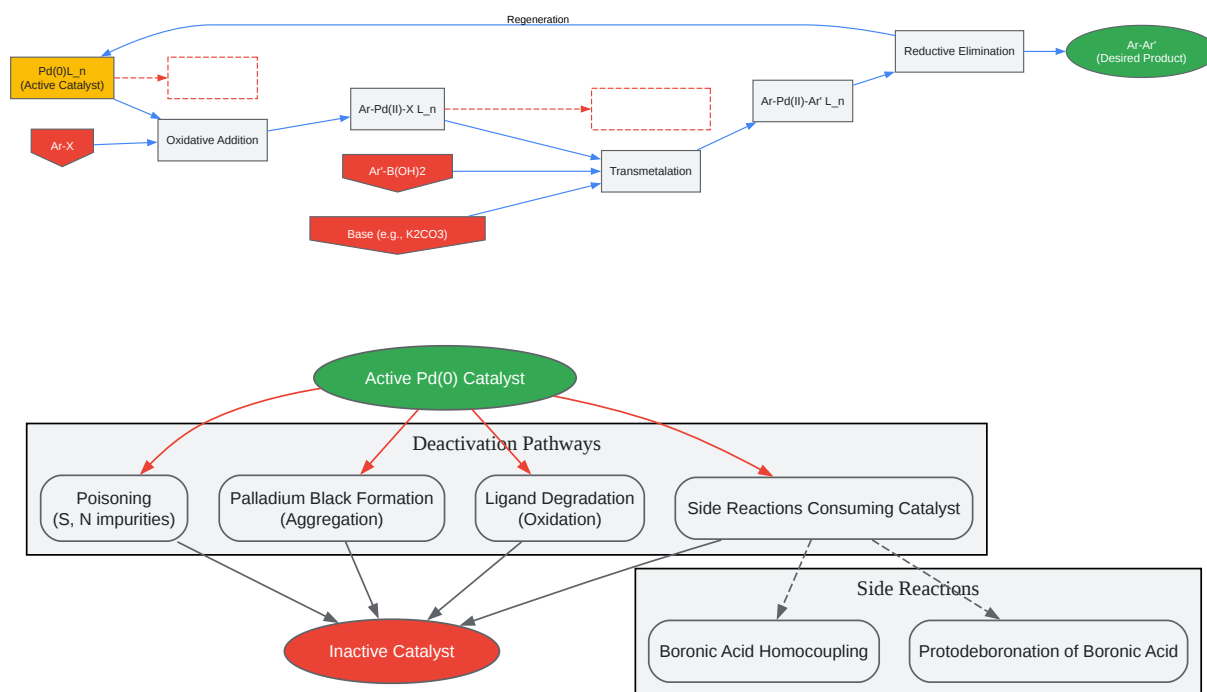 Regeneration
Pd(0)L_n
(Active Catalyst)
Ar-X
Oxidative Addition
Ar-Pd(II)-X L_n
Ar'-B(OH)2
Base (e.g., K2CO3)
Transmetalation
Ar-Pd(II)-Ar' L_n
Reductive Elimination
Ar-Ar'
(Desired Product)
Active Pd(0) Catalyst
Deactivation Pathways
Poisoning
(S, N impurities)
Palladium Black Formation
(Aggregation)
Ligand Degradation
(Oxidation)
Side Reactions Consuming Catalyst
Side Reactions
Inactive Catalyst
Boronic Acid Homocoupling
Protodeboronation of Boronic Acid